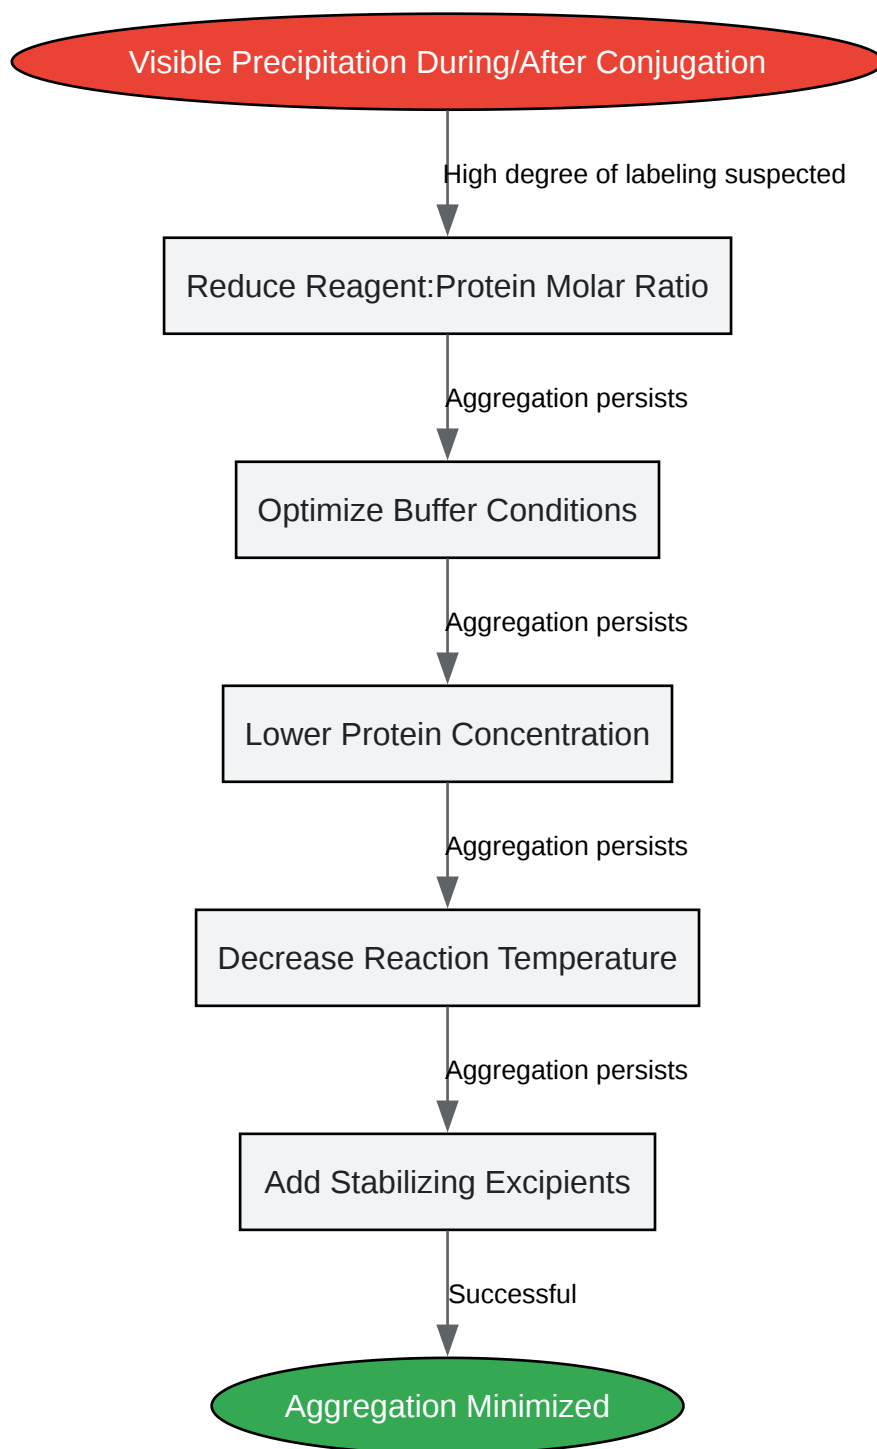 Visible Precipitation During/After Conjugation
High degree of labeling suspected
Reduce Reagent:Protein Molar Ratio
Aggregation persists
Optimize Buffer Conditions
Aggregation persists
Lower Protein Concentration
Aggregation persists
Decrease Reaction Temperature
Aggregation persists
Add Stabilizing Excipients
Successful
Aggregation Minimized